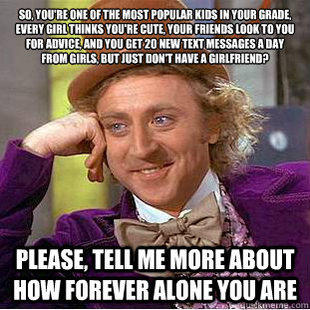 SO, YOU'RE ONE OF THE MOST POPULAR KIDS IN YOUR GRADE,
EVERY GIRL THINKS YOU'RE CUTE, YOUR FRIENDS LOOK TO YOU
FOR ADVICE, AND YOU GET 20 NEW TEXT MESSAGES A DAY
FROM GIRLS, BUT JUST DON'T HAVE A GIRLFRIEND?
PLEASE, TELL ME MORE ABOUT
HOW FOREVER ALONE YOU ARE
quickmeme.com